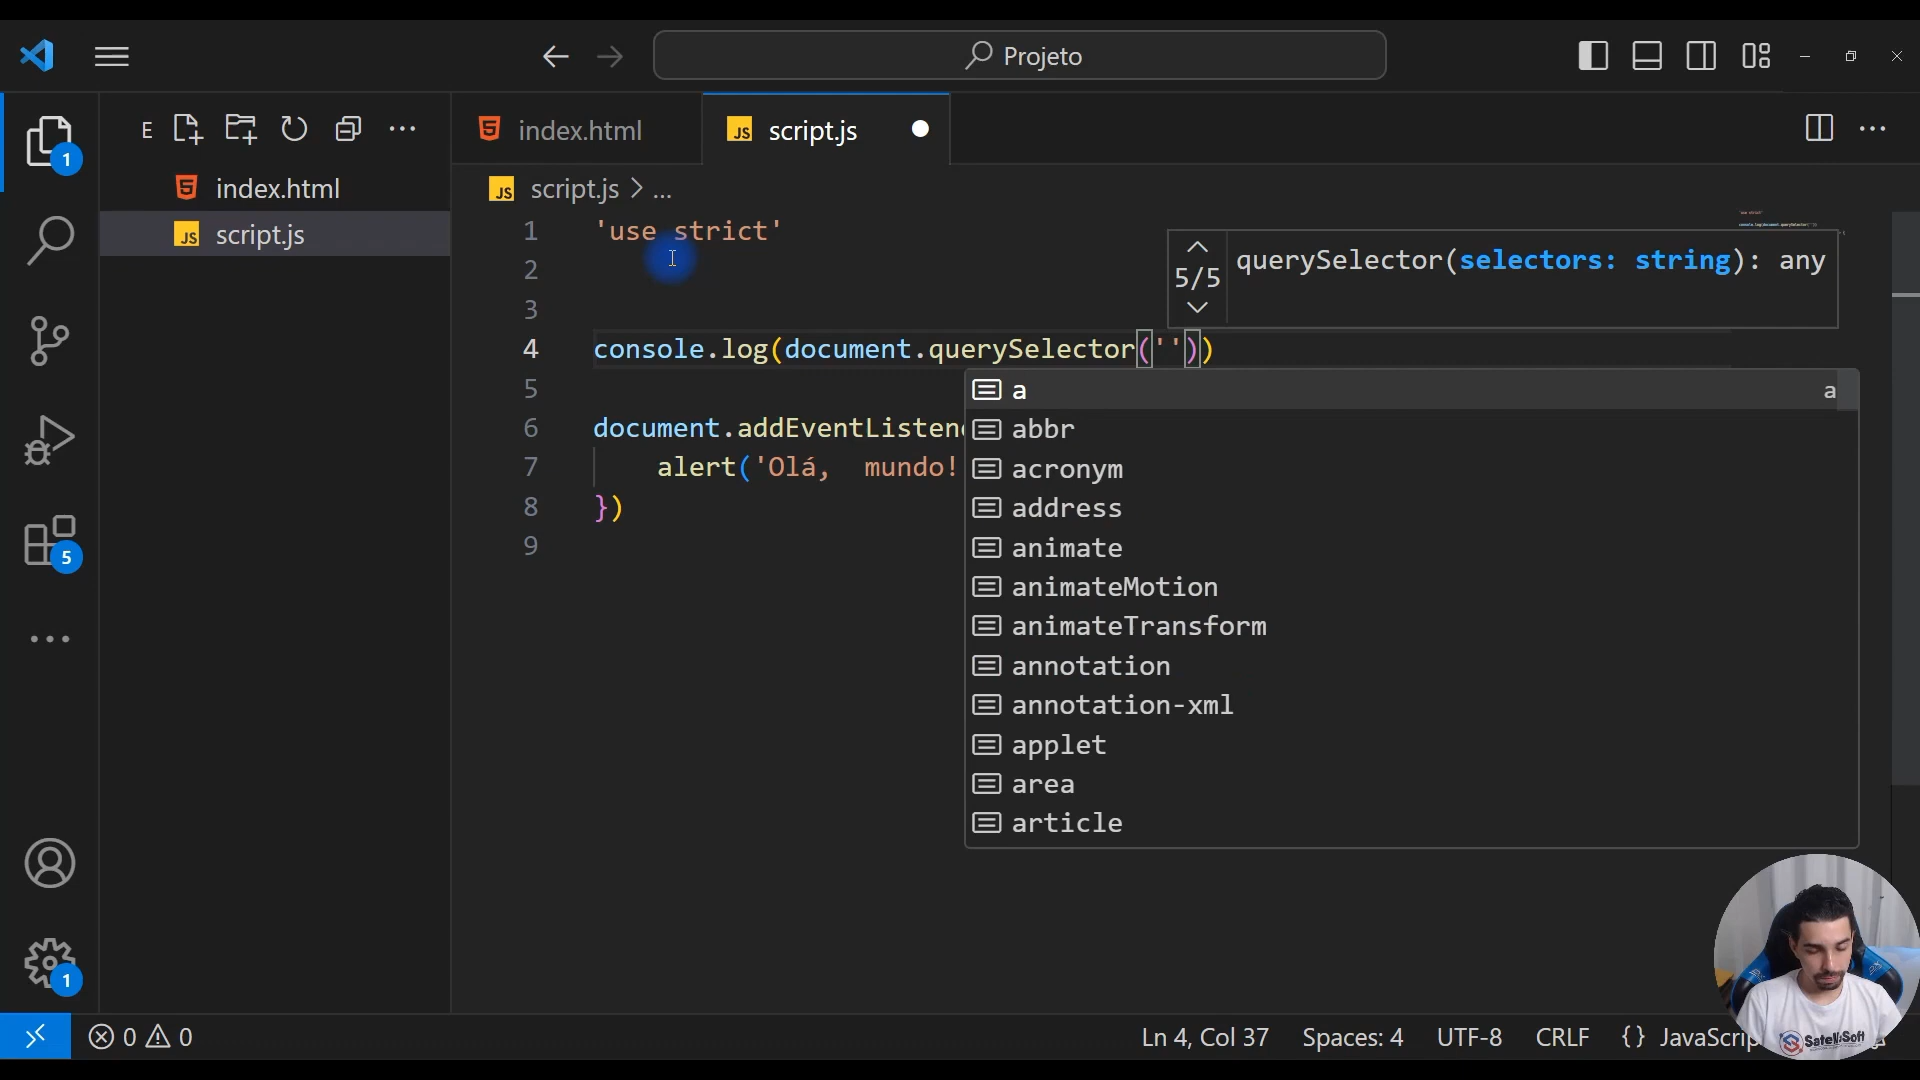 Projeto
E
index.html
script.js
index.html
script.js
script.js > ...
1 'use strict'
2
3
4 console.log(document.querySelector(''))
5
6 document.addEventListene
7 alert('Olá,  mundo!
8 })
9
5/5 querySelector(selectors: string): any
a a
abbr
acronym
address
animate
animateMotion
animateTransform
annotation
annotation-xml
applet
area
article
1
5
1
0 0
Ln 4, Col 37 Spaces: 4 UTF-8 CRLF {} JavaScrip
SatelliSoft